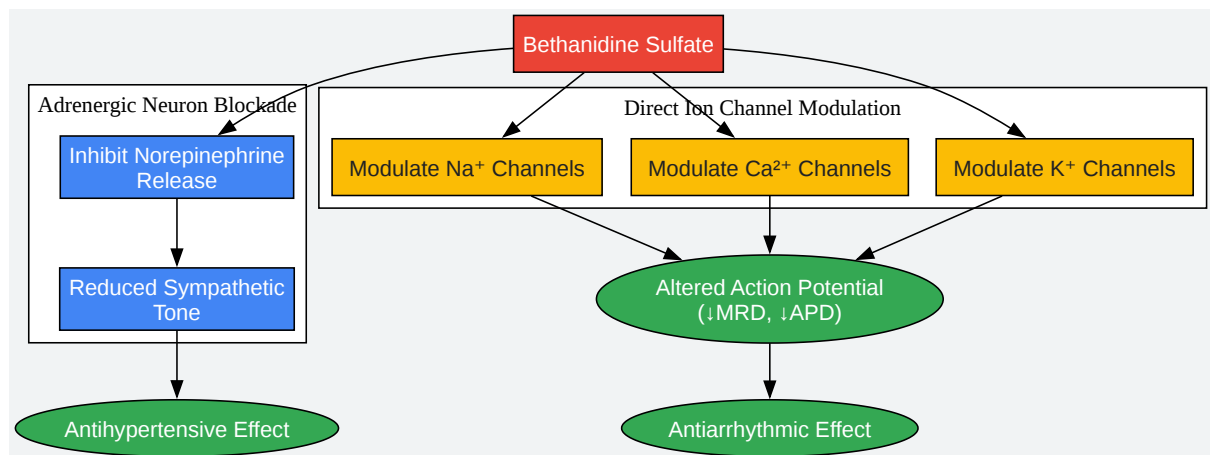 Bethanidine Sulfate
Adrenergic Neuron Blockade
Inhibit Norepinephrine
Release
Reduced Sympathetic
Tone
Antihypertensive Effect
Direct Ion Channel Modulation
Modulate Na⁺ Channels
Modulate Ca²⁺ Channels
Modulate K⁺ Channels
Altered Action Potential
(↓MRD, ↓APD)
Antiarrhythmic Effect